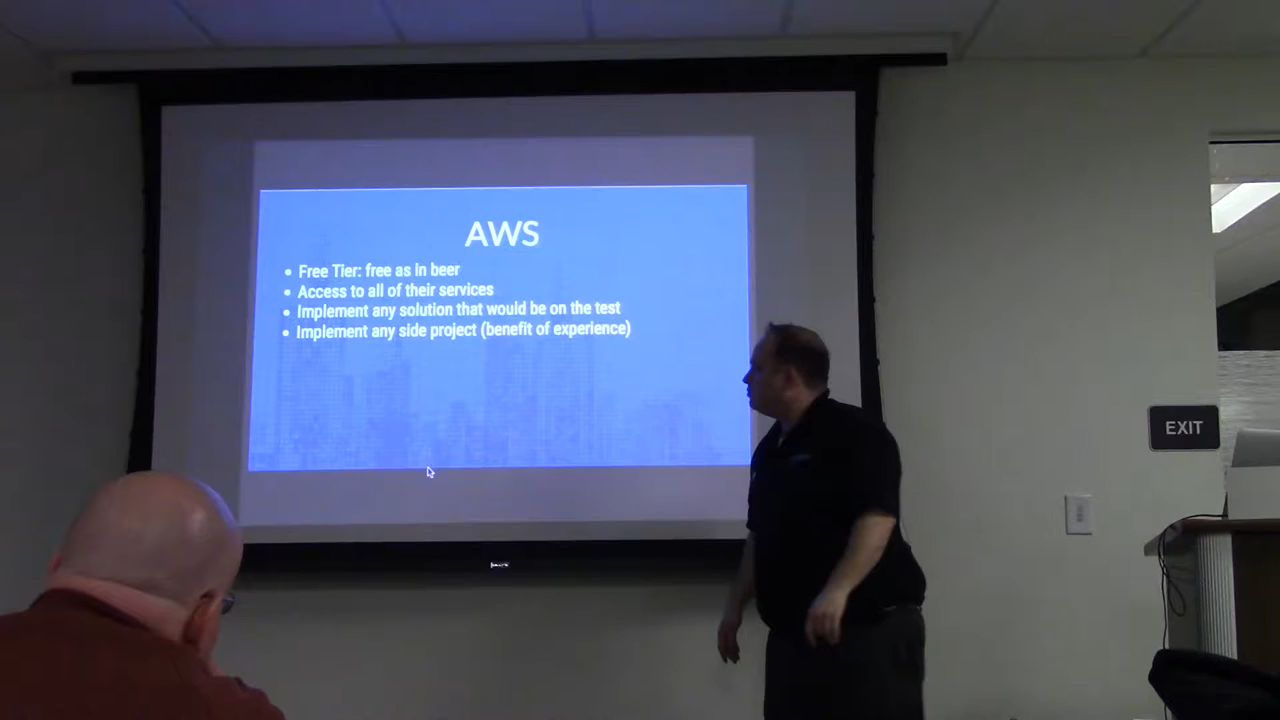 AWS
Free Tier: free as in beer
Access to all of their services
Implement any solution that would be on the test
Implement any side project (benefit of experience)
EXIT